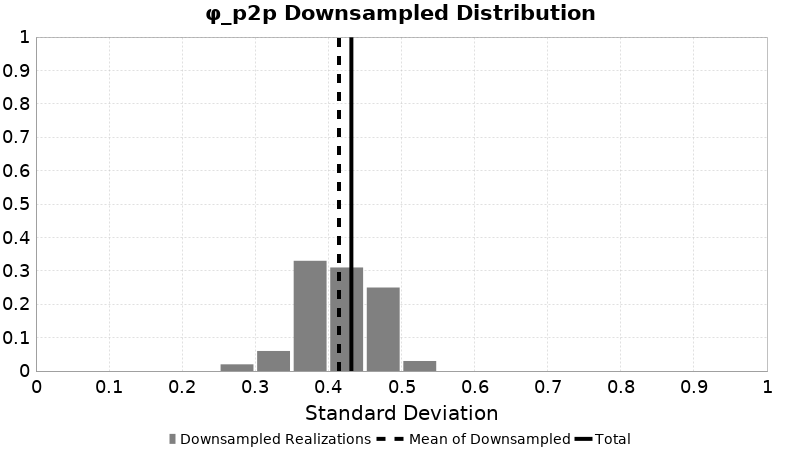 φ_p2p Downsampled Distribution
1
0.9
0.8
0.7
0.6
0.5
0.4
0.3
0.2
0.1
0
0 0.1 0.2 0.3 0.4 0.5 0.6 0.7 0.8 0.9 1
Standard Deviation
Downsampled Realizations Mean of Downsampled Total